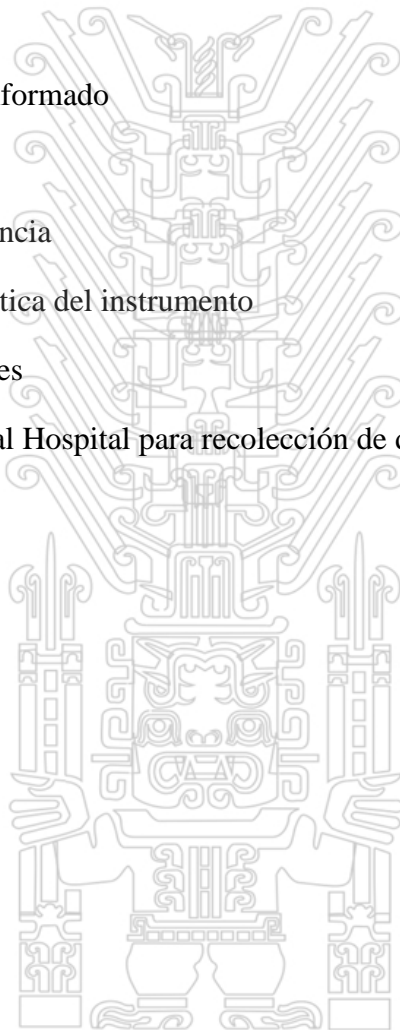 formado
ncia
tica del instrumento
es
al Hospital para recolección de d